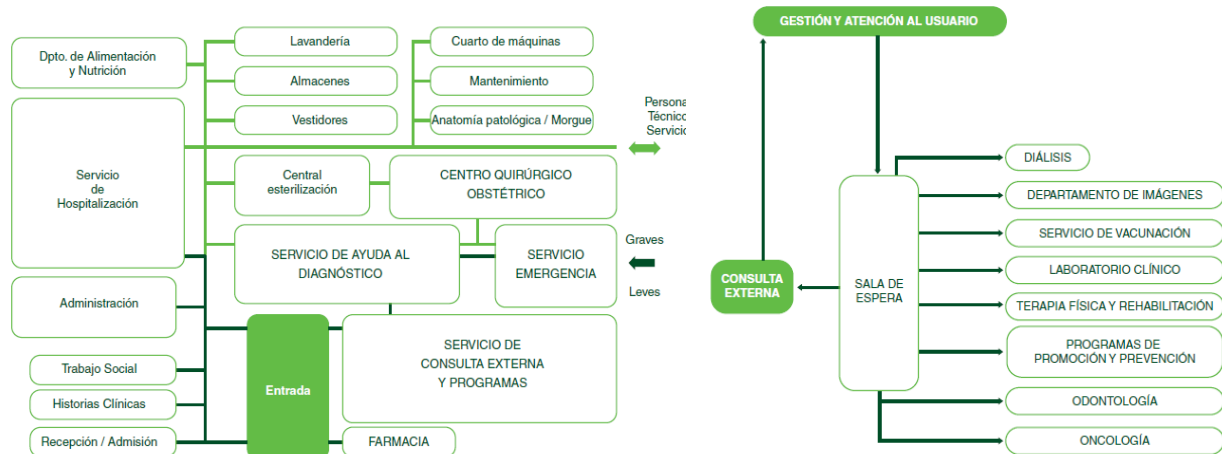 Dpto. de Alimentación
y Nutrición
Lavandería
Almacenes
Vestidores
Cuarto de máquinas
Mantenimiento
Anatomía patológica / Morgue
Servicio
de
Hospitalización
Técnico
Central
esterilización
CENTRO QUIRÚRGICO
OBSTÉTRICO
SERVICIO DE AYUDA AL
DIAGNÓSTICO
SERVICIO
EMERGENCIA
Graves
Leves
Administración
Entrada
SERVICIO DE
CONSULTA EXTERNA
Y PROGRAMAS
Trabajo Social
Historias Clínicas
Recepción / Admisión
FARMACIA
GESTIÓN Y ATENCIÓN AL USUARIO
CONSULTA
EXTERNA
SALA DE
ESPERA
DIÁLISIS
DEPARTAMENTO DE IMÁGENES
SERVICIO DE VACUNACIÓN
LABORATORIO CLÍNICO
TERAPIA FÍSICA Y REHABILITACIÓN
PROGRAMAS DE
PROMOCIÓN Y PREVENCIÓN
ODONTOLOGÍA
ONCOLOGÍA